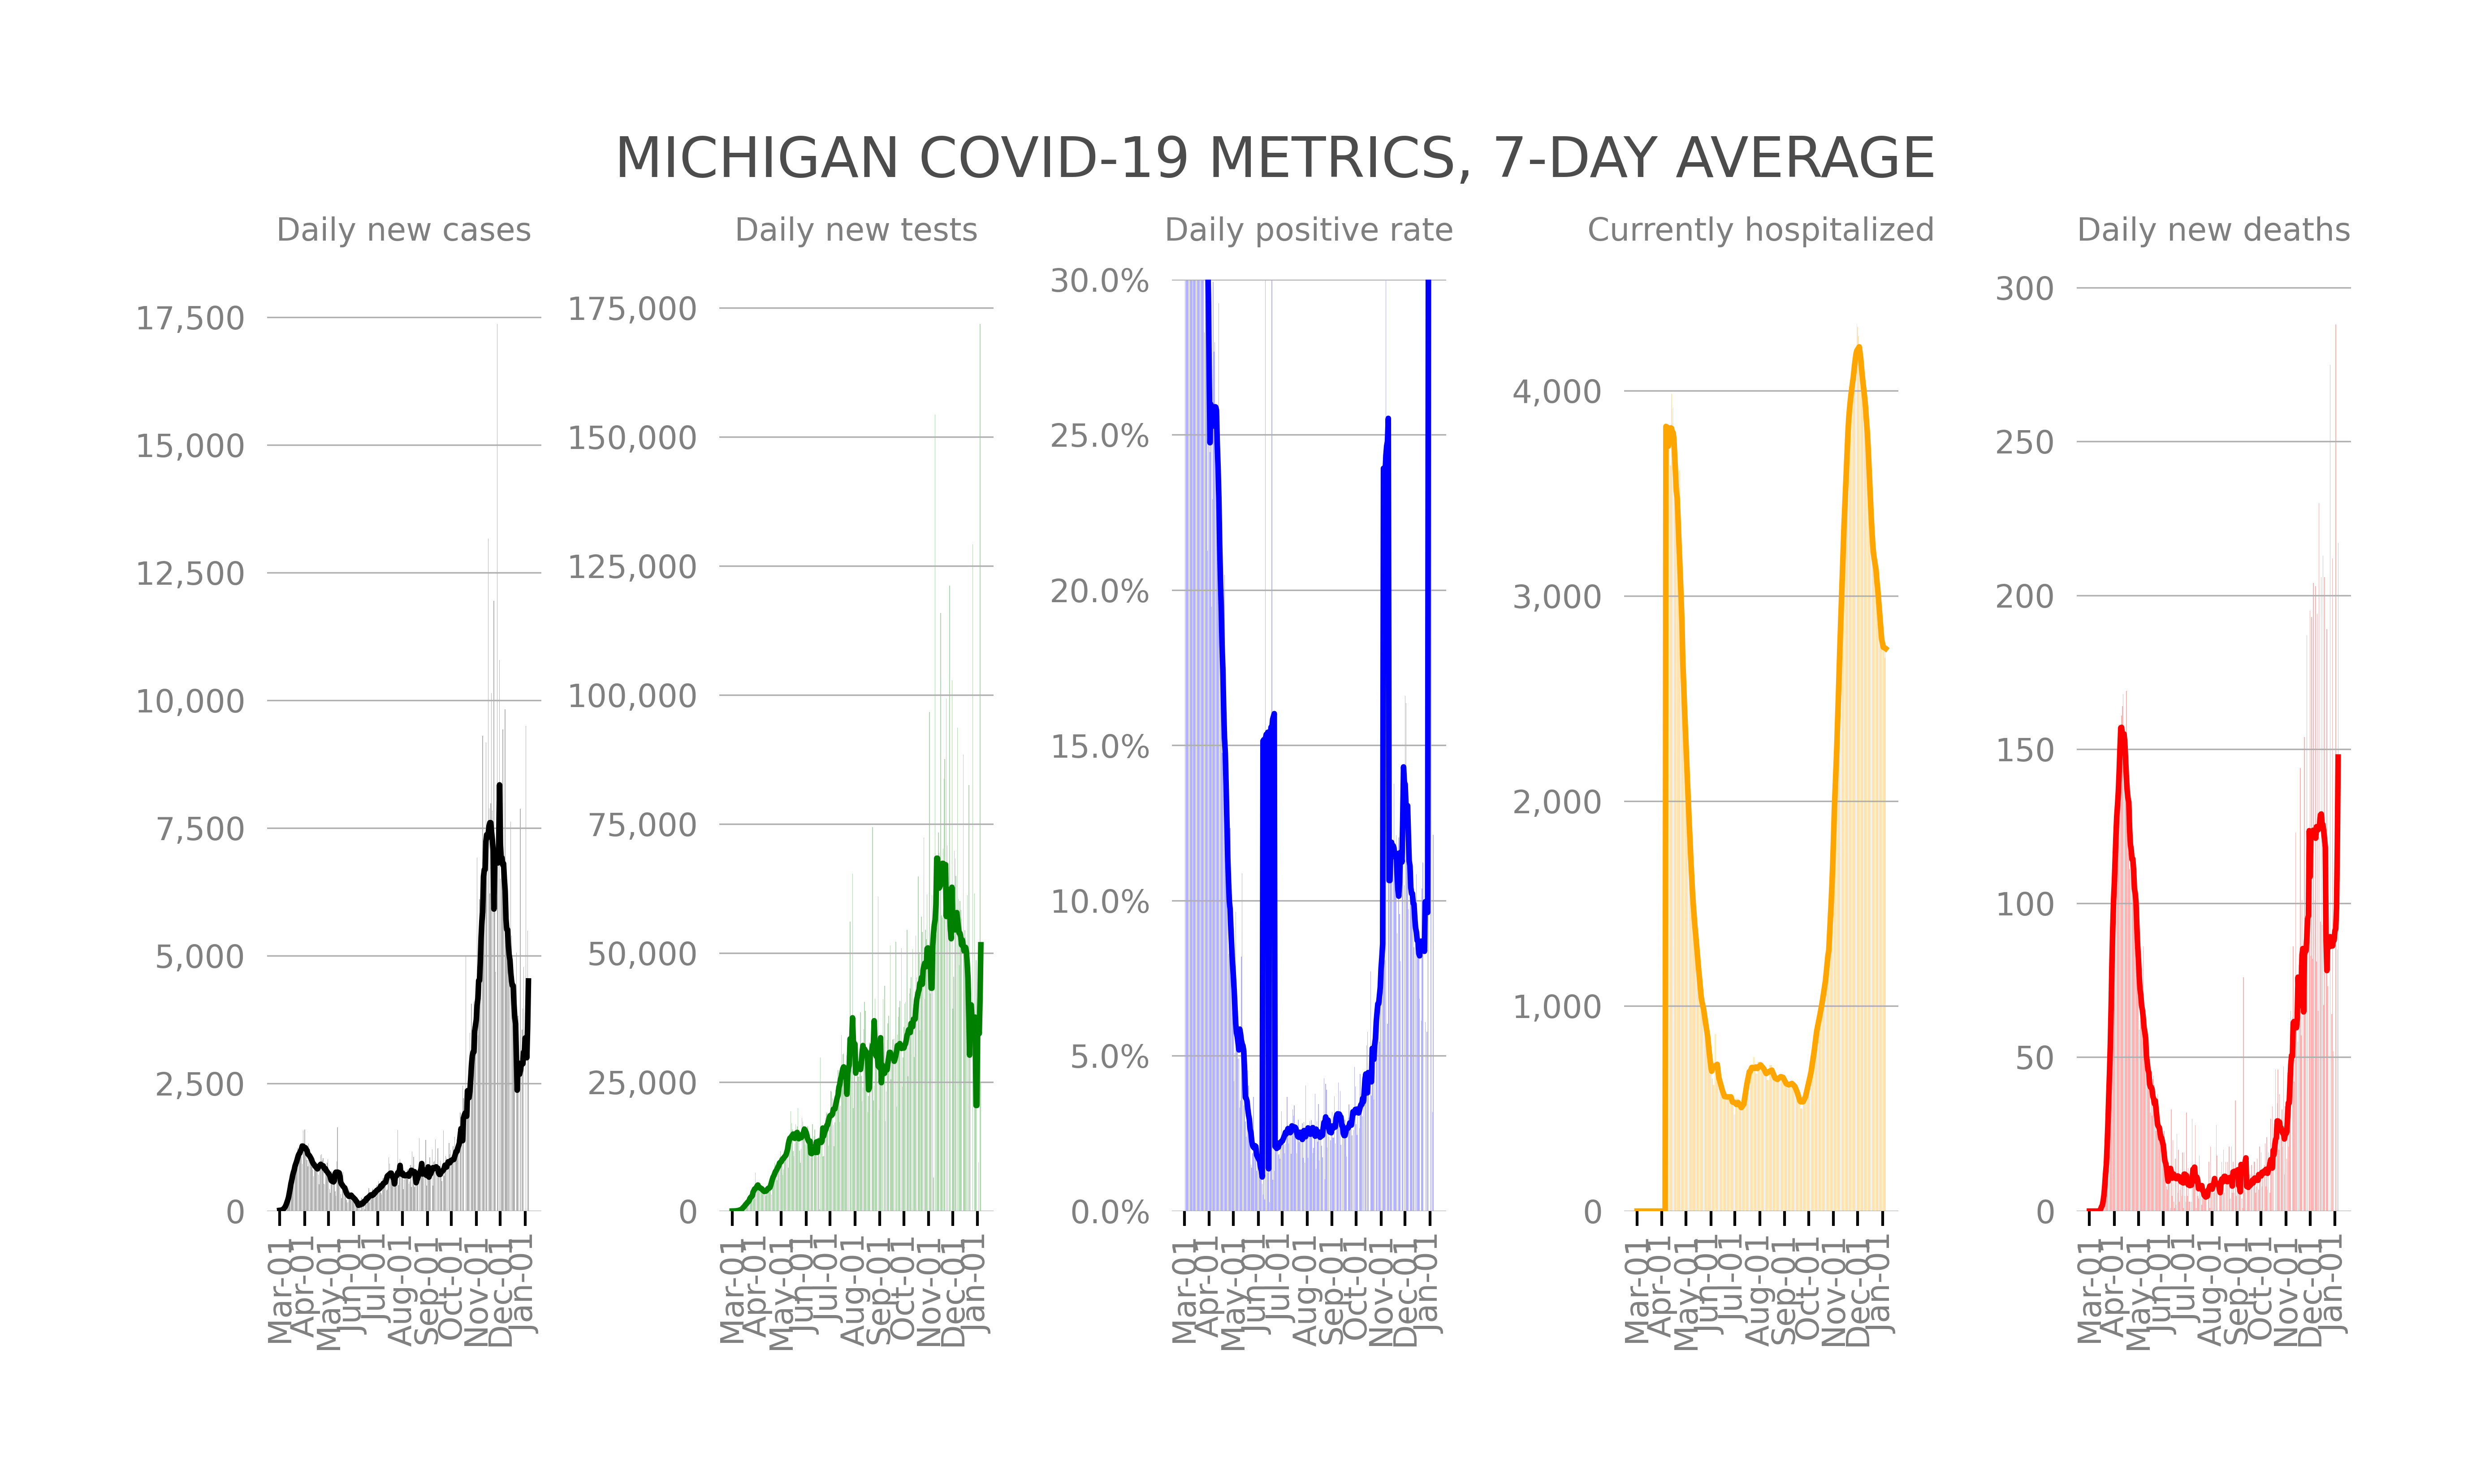 MICHIGAN COVID-19 METRICS, 7-DAY AVERAGE
Daily new cases
17,500
15,000
12,500
10,000
7,500
5,000
2,500
0
Mar-01
Apr-01
May-01
Jun-01
Jul-01
Aug-01
Sep-01
Oct-01
Nov-01
Dec-01
Jan-01
Daily new tests
175,000
150,000
125,000
100,000
75,000
50,000
25,000
0
Mar-01
Apr-01
May-01
Jun-01
Jul-01
Aug-01
Sep-01
Oct-01
Nov-01
Dec-01
Jan-01
Daily positive rate
30.0%
25.0%
20.0%
15.0%
10.0%
5.0%
0.0%
Mar-01
Apr-01
May-01
Jun-01
Jul-01
Aug-01
Sep-01
Oct-01
Nov-01
Dec-01
Jan-01
Currently hospitalized
4,000
3,000
2,000
1,000
0
Mar-01
Apr-01
May-01
Jun-01
Jul-01
Aug-01
Sep-01
Oct-01
Nov-01
Dec-01
Jan-01
Daily new deaths
300
250
200
150
100
50
0
Mar-01
Apr-01
May-01
Jun-01
Jul-01
Aug-01
Sep-01
Oct-01
Nov-01
Dec-01
Jan-01